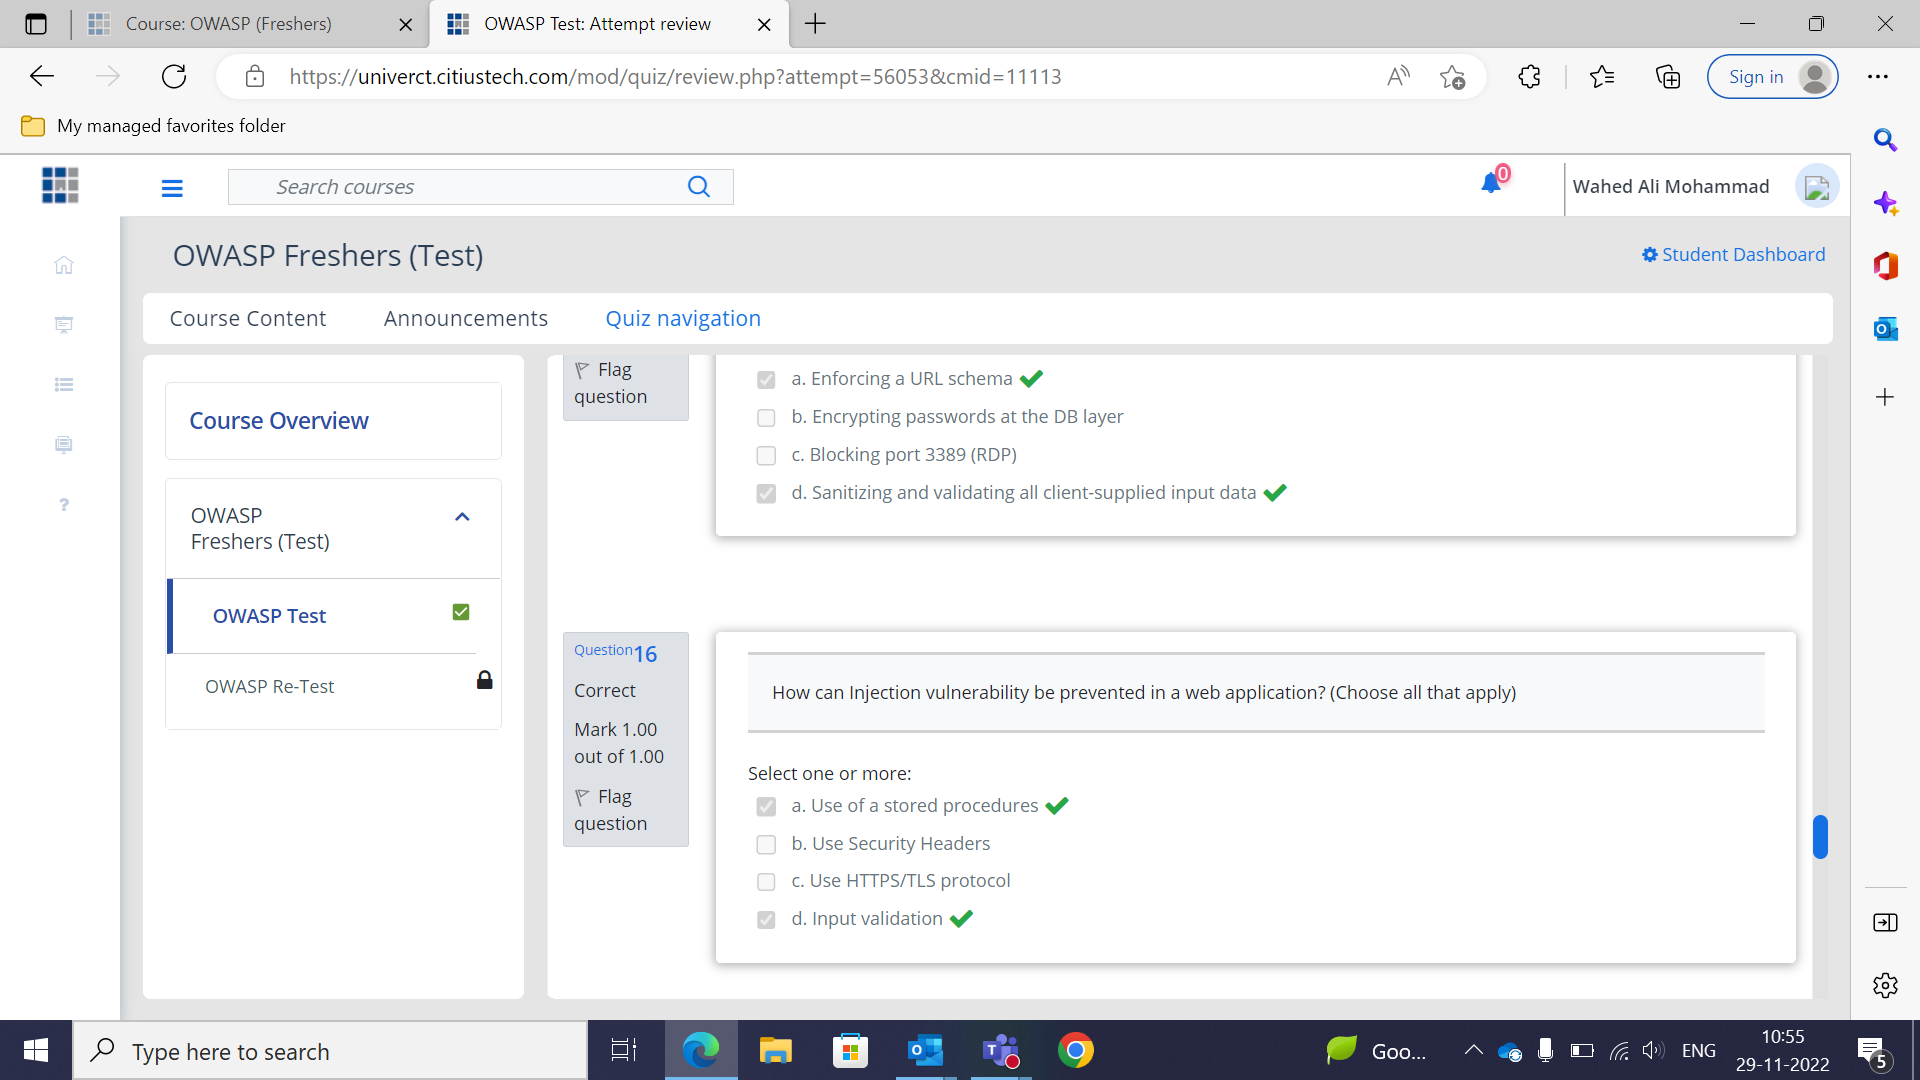 Course: OWASP (Freshers)
OWASP Test: Attempt review
https://univerct.citiustech.com/mod/quiz/review.php?attempt=56053&cmid=11113
Sign in
My managed favorites folder
Search courses
0
Wahed Ali Mohammad
OWASP Freshers (Test)
Student Dashboard
Course Content
Announcements
Quiz navigation
Course Overview
OWASP
Freshers (Test)
OWASP Test
OWASP Re-Test
Flag
question
a. Enforcing a URL schema
b. Encrypting passwords at the DB layer
c. Blocking port 3389 (RDP)
d. Sanitizing and validating all client-supplied input data
Question 16
Correct
Mark 1.00
out of 1.00
Flag
question
How can Injection vulnerability be prevented in a web application? (Choose all that apply)
Select one or more:
a. Use of a stored procedures
b. Use Security Headers
c. Use HTTPS/TLS protocol
d. Input validation
Type here to search
Goo...
ENG
10:55
29-11-2022
5